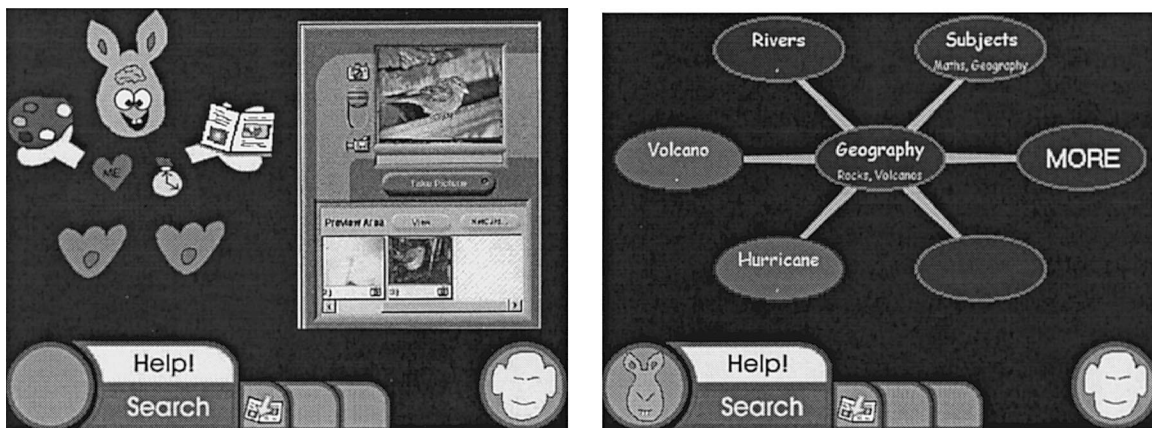 ME
Take Picture
Preview Area
View
Help!
Search
Rivers
Subjects
Maths, Geography
Volcano
Geography
Rocks, Volcanos
MORE
Hurricane
Help!
Search